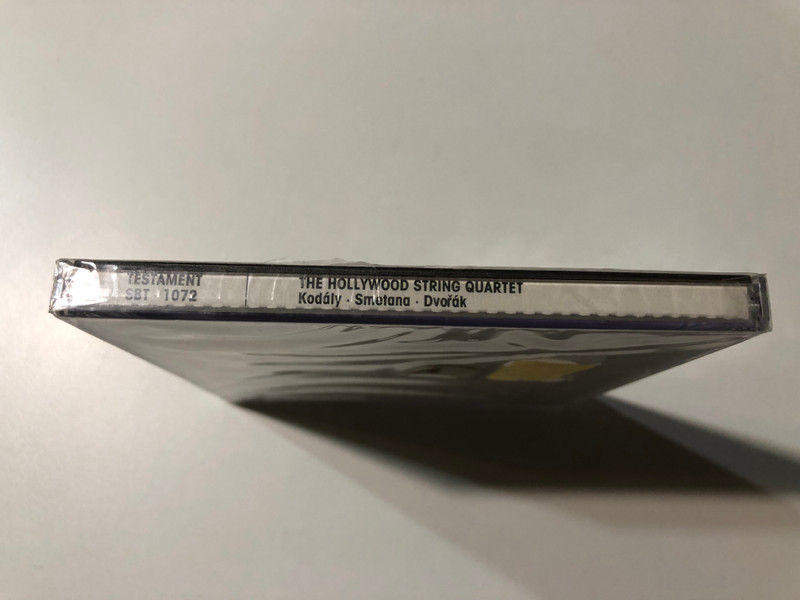 TESTAMENT
SBT 1072
THE HOLLYWOOD STRING QUARTET
Kodály · Smetana · Dvořák